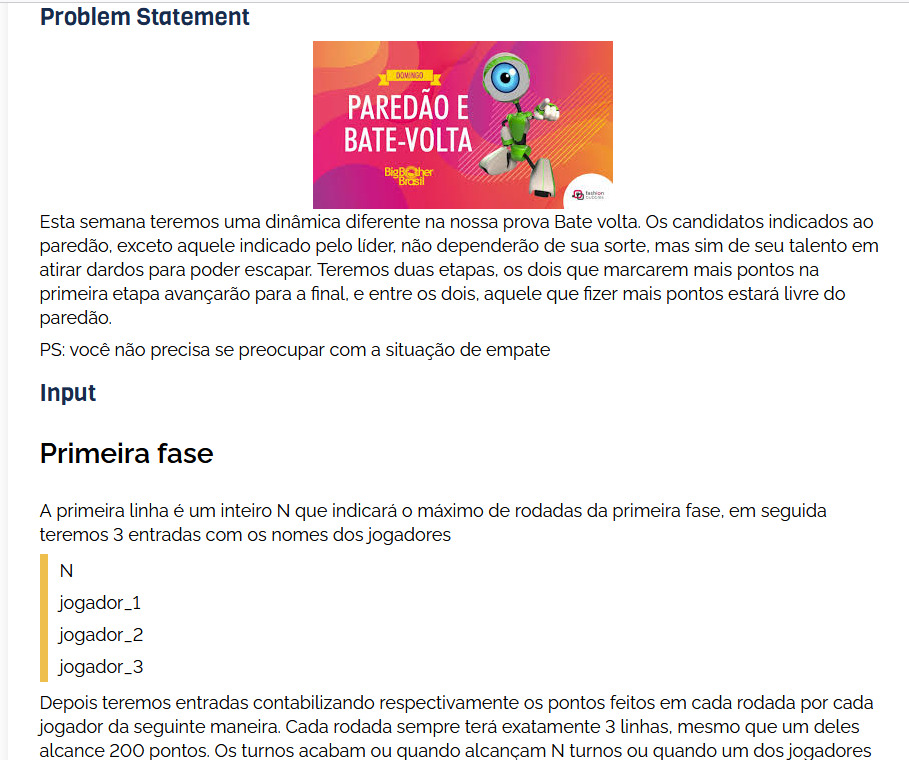 Problem Statement
DOMINGO
PAREDÃO E
BATE-VOLTA
BigBrother
Brasil
fashion
bubbles
Esta semana teremos uma dinâmica diferente na nossa prova Bate volta. Os candidatos indicados ao
paredão, exceto aquele indicado pelo líder, não dependerão de sua sorte, mas sim de seu talento em
atirar dardos para poder escapar. Teremos duas etapas, os dois que marcarem mais pontos na
primeira etapa avançarão para a final, e entre os dois, aquele que fizer mais pontos estará livre do
paredão.
PS: você não precisa se preocupar com a situação de empate
Input
Primeira fase
A primeira linha é um inteiro N que indicará o máximo de rodadas da primeira fase, em seguida
teremos 3 entradas com os nomes dos jogadores
N
jogador_1
jogador_2
jogador_3
Depois teremos entradas contabilizando respectivamente os pontos feitos em cada rodada por cada
jogador da seguinte maneira. Cada rodada sempre terá exatamente 3 linhas, mesmo que um deles
alcance 200 pontos. Os turnos acabam ou quando alcançam N turnos ou quando um dos jogadores